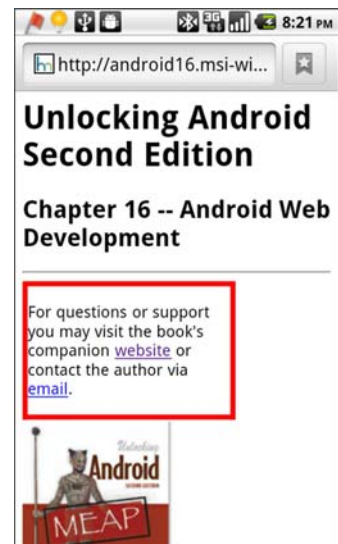 3G
8:21 PM
http://android16.msi-wi...
Unlocking Android
Second Edition
Chapter 16 -- Android Web
Development
For questions or support
you may visit the book's
companion website or
contact the author via
email.
Unlocking
Android
SECOND EDITION
MEAP